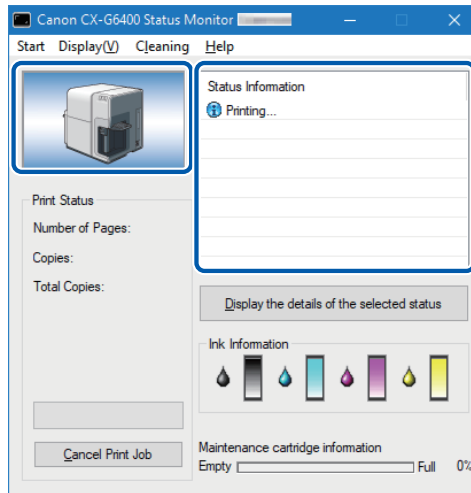 Canon CX-G6400 Status Monitor
Start Display(V) Cleaning Help
Status Information
Printing...
Print Status
Number of Pages:
Copies:
Total Copies:
Display the details of the selected status
Ink Information
Cancel Print Job
Maintenance cartridge information
Empty Full 0%